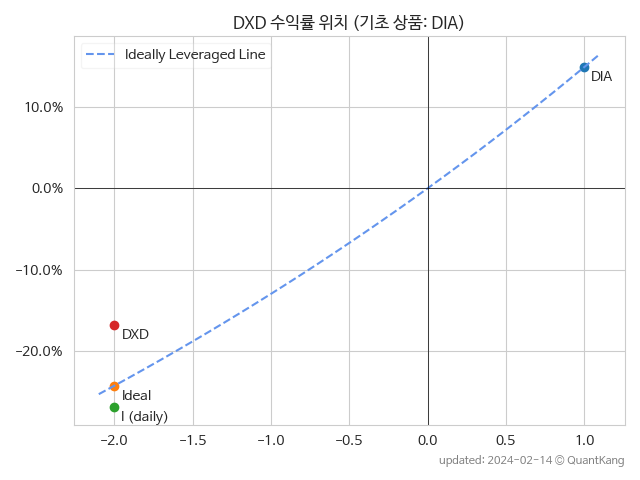 DXD 수익률 위치 (기초 상품: DIA)
Ideally Leveraged Line
DIA
10.0%
0.0%
−10.0%
DXD
−20.0%
Ideal
I (daily)
−2.0 −1.5 −1.0 −0.5 0.0 0.5 1.0
updated: 2024-02-14 © QuantKang